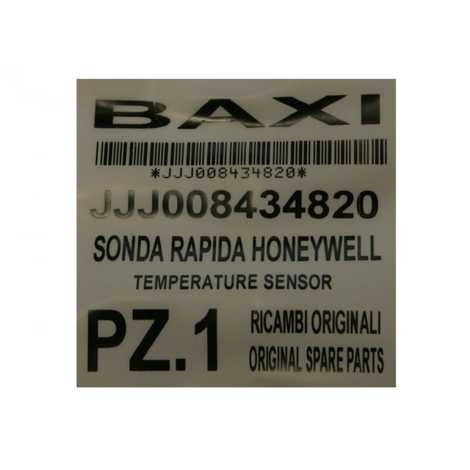 BAXI
*JJJ008434820*
JJJ008434820
SONDA RAPIDA HONEYWELL
TEMPERATURE SENSOR
PZ.1
RICAMBI ORIGINALI
ORIGINAL SPARE PARTS